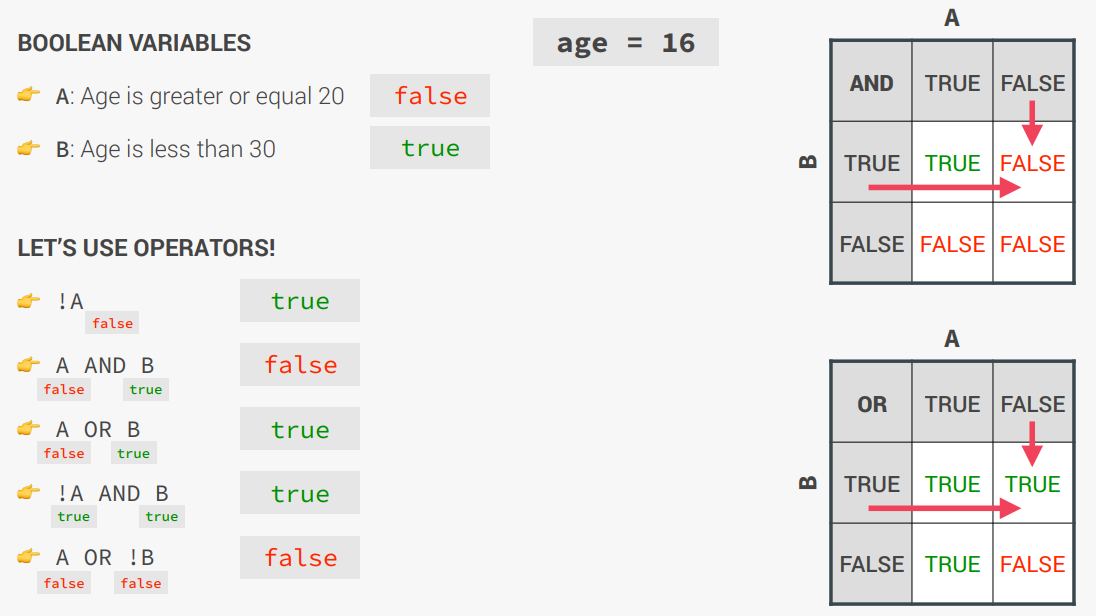 BOOLEAN VARIABLES
age = 16
👉 A: Age is greater or equal 20 false
👉 B: Age is less than 30 true
LET’S USE OPERATORS!
👉 !A true
false
👉 A AND B false
false true
👉 A OR B true
false true
👉 !A AND B true
true true
👉 A OR !B false
false false
A
AND TRUE FALSE
B
TRUE TRUE FALSE
FALSE FALSE FALSE
A
OR TRUE FALSE
B
TRUE TRUE TRUE
FALSE TRUE FALSE